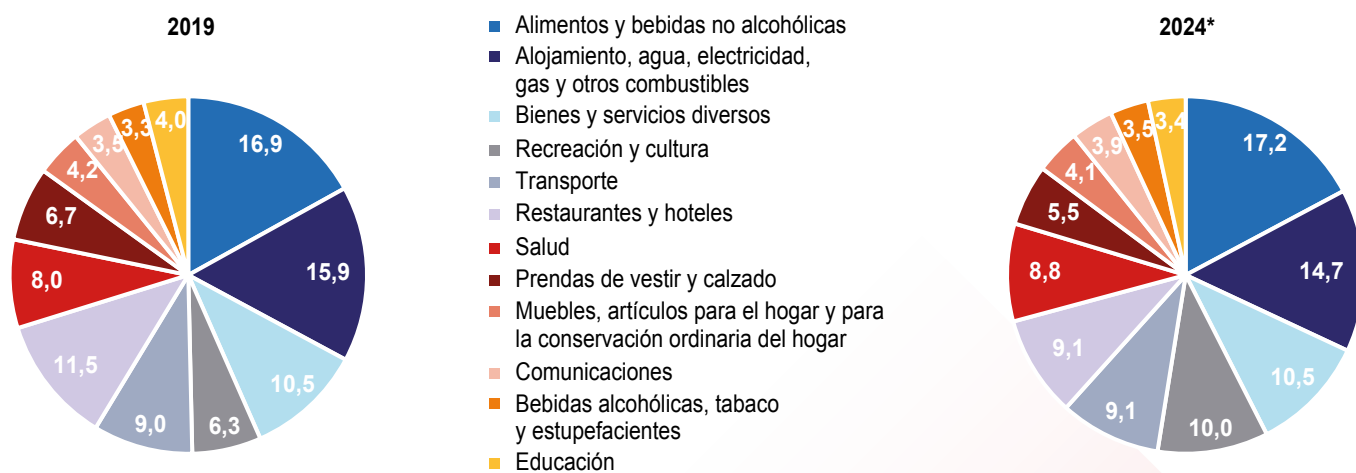 2019
16,9
15,9
10,5
6,3
9,0
11,5
8,0
6,7
4,2
3,5
3,3
4,0
Alimentos y bebidas no alcohólicas
Alojamiento, agua, electricidad,
gas y otros combustibles
Bienes y servicios diversos
Recreación y cultura
Transporte
Restaurantes y hoteles
Salud
Prendas de vestir y calzado
Muebles, artículos para el hogar y para
la conservación ordinaria del hogar
Comunicaciones
Bebidas alcohólicas, tabaco
y estupefacientes
Educación
2024*
17,2
14,7
10,5
10,0
9,1
9,1
8,8
5,5
4,1
3,9
3,5
3,4